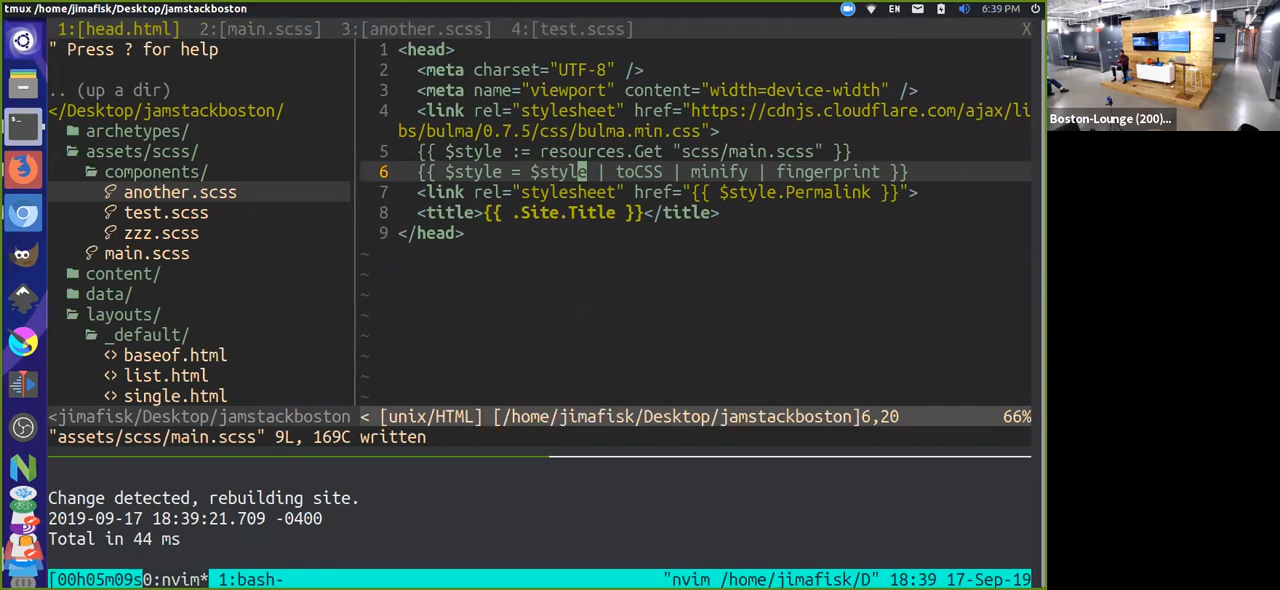 tmux /home/jimafisk/Desktop/jamstackboston
EN
6:39 PM
1:[head.html] 2:[main.scss] 3:[another.scss] 4:[test.scss] X
" Press ? for help
.. (up a dir)
</Desktop/jamstackboston/
archetypes/
assets/scss/
components/
another.scss
test.scss
zzz.scss
main.scss
content/
data/
layouts/
_default/
baseof.html
list.html
single.html
<jimafisk/Desktop/jamstackboston
1 <head>
2 <meta charset="UTF-8" />
3 <meta name="viewport" content="width=device-width" />
4 <link rel="stylesheet" href="https://cdnjs.cloudflare.com/ajax/li
bs/bulma/0.7.5/css/bulma.min.css">
5 {{ $style := resources.Get "scss/main.scss" }}
6 {{ $style = $style | toCSS | minify | fingerprint }}
7 <link rel="stylesheet" href="{{ $style.Permalink }}">
8 <title>{{ .Site.Title }}</title>
9 </head>
~
~
~
~
~
~
~
< [unix/HTML] [/home/jimafisk/Desktop/jamstackboston]6,20 66%
"assets/scss/main.scss" 9L, 169C written
Change detected, rebuilding site.
2019-09-17 18:39:21.709 -0400
Total in 44 ms
[00h05m09s0:nvim* 1:bash- "nvim /home/jimafisk/D" 18:39 17-Sep-19
Boston-Lounge (200)...